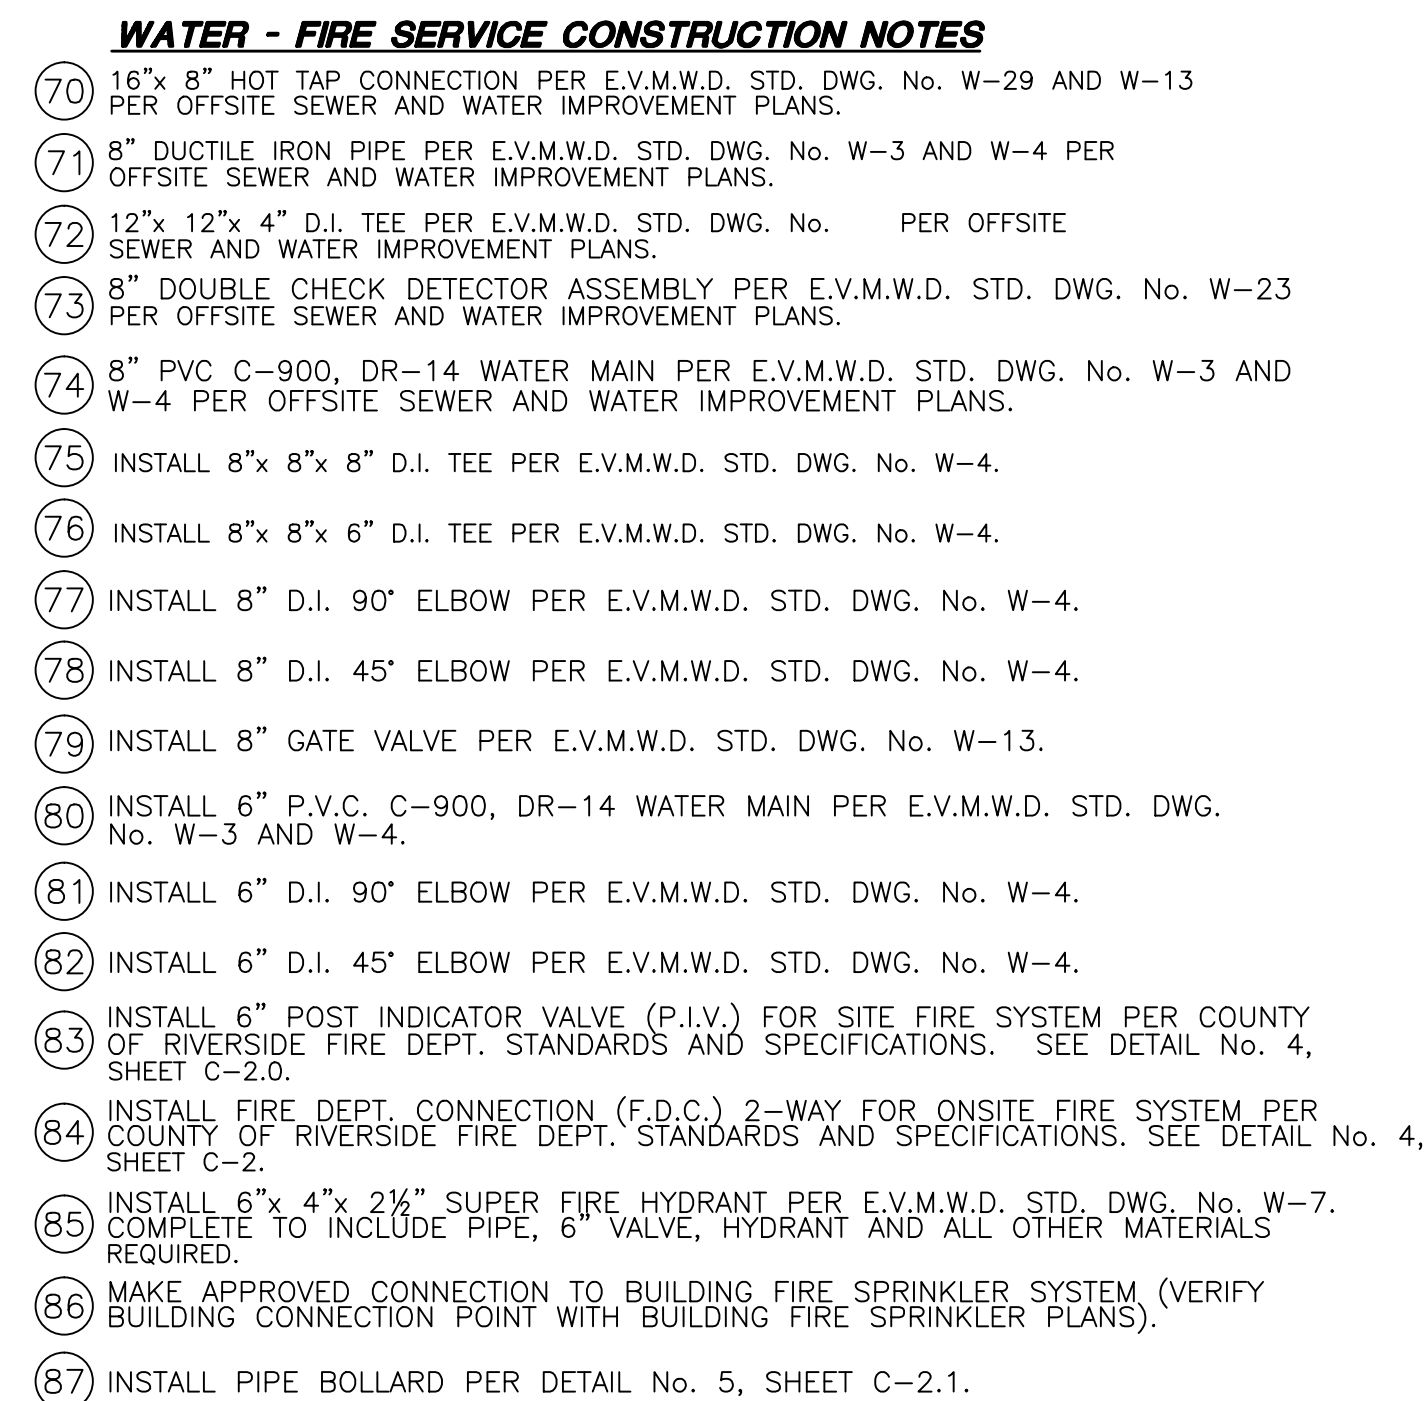 WATER - FIRE SERVICE CONSTRUCTION NOTES
70 16”x 8” HOT TAP CONNECTION PER E.V.M.W.D. STD. DWG. No. W-29 AND W-13
PER OFFSITE SEWER AND WATER IMPROVEMENT PLANS.
71 8” DUCTILE IRON PIPE PER E.V.M.W.D. STD. DWG. No. W-3 AND W-4 PER
OFFSITE SEWER AND WATER IMPROVEMENT PLANS.
72 12”x 12”x 4” D.I. TEE PER E.V.M.W.D. STD. DWG. No. PER OFFSITE
SEWER AND WATER IMPROVEMENT PLANS.
73 8” DOUBLE CHECK DETECTOR ASSEMBLY PER E.V.M.W.D. STD. DWG. No. W-23
PER OFFSITE SEWER AND WATER IMPROVEMENT PLANS.
74 8” PVC C-900, DR-14 WATER MAIN PER E.V.M.W.D. STD. DWG. No. W-3 AND
W-4 PER OFFSITE SEWER AND WATER IMPROVEMENT PLANS.
75 INSTALL 8”x 8”x 8” D.I. TEE PER E.V.M.W.D. STD. DWG. No. W-4.
76 INSTALL 8”x 8”x 6” D.I. TEE PER E.V.M.W.D. STD. DWG. No. W-4.
77 INSTALL 8” D.I. 90° ELBOW PER E.V.M.W.D. STD. DWG. No. W-4.
78 INSTALL 8” D.I. 45° ELBOW PER E.V.M.W.D. STD. DWG. No. W-4.
79 INSTALL 8” GATE VALVE PER E.V.M.W.D. STD. DWG. No. W-13.
80 INSTALL 6” P.V.C. C-900, DR-14 WATER MAIN PER E.V.M.W.D. STD. DWG.
No. W-3 AND W-4.
81 INSTALL 6” D.I. 90° ELBOW PER E.V.M.W.D. STD. DWG. No. W-4.
82 INSTALL 6” D.I. 45° ELBOW PER E.V.M.W.D. STD. DWG. No. W-4.
83 INSTALL 6” POST INDICATOR VALVE (P.I.V.) FOR SITE FIRE SYSTEM PER COUNTY
OF RIVERSIDE FIRE DEPT. STANDARDS AND SPECIFICATIONS. SEE DETAIL No. 4,
SHEET C-2.0.
84 INSTALL FIRE DEPT. CONNECTION (F.D.C.) 2-WAY FOR ONSITE FIRE SYSTEM PER
COUNTY OF RIVERSIDE FIRE DEPT. STANDARDS AND SPECIFICATIONS. SEE DETAIL No. 4,
SHEET C-2.
85 INSTALL 6”x 4”x 2½” SUPER FIRE HYDRANT PER E.V.M.W.D. STD. DWG. No. W-7.
COMPLETE TO INCLUDE PIPE, 6” VALVE, HYDRANT AND ALL OTHER MATERIALS
REQUIRED.
86 MAKE APPROVED CONNECTION TO BUILDING FIRE SPRINKLER SYSTEM (VERIFY
BUILDING CONNECTION POINT WITH BUILDING FIRE SPRINKLER PLANS).
87 INSTALL PIPE BOLLARD PER DETAIL No. 5, SHEET C-2.1.